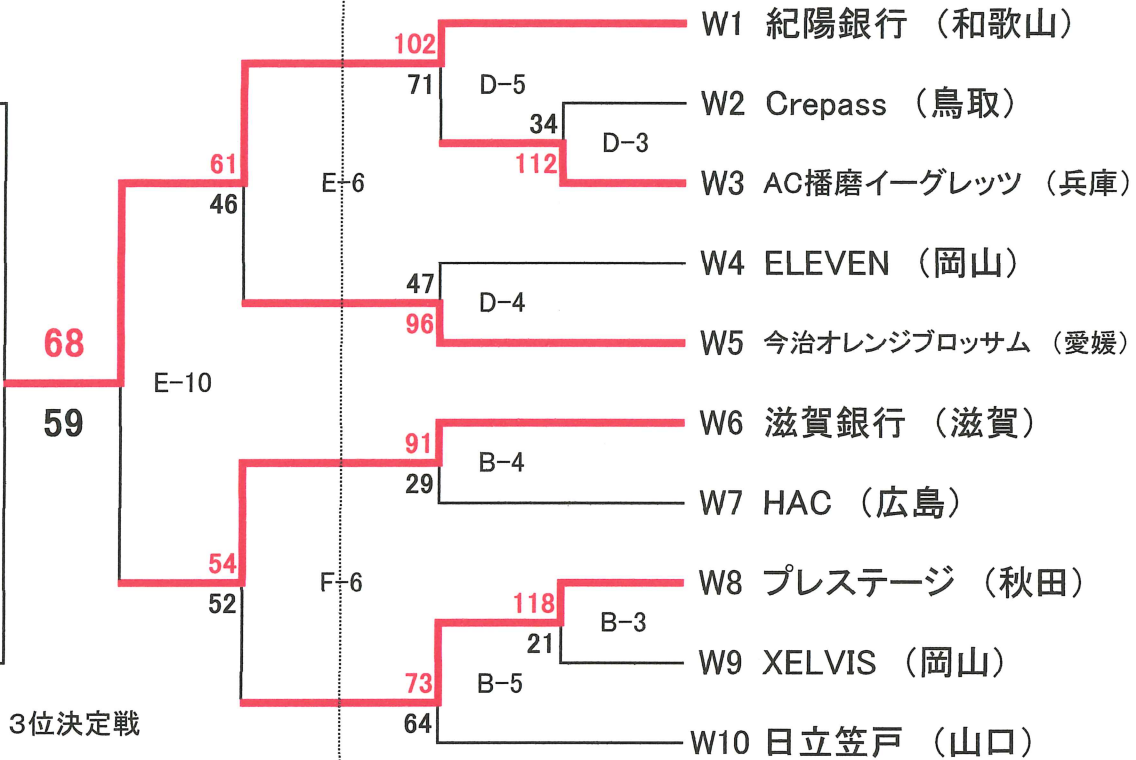 W1 紀陽銀行 （和歌山）
102
71
D-5
W2 Crepass （鳥取）
34
112
D-3
W3 AC播磨イーグレッツ （兵庫）
61
46
E-6
W4 ELEVEN （岡山）
47
96
D-4
W5 今治オレンジブロッサム （愛媛）
68
59
E-10
W6 滋賀銀行 （滋賀）
91
29
B-4
W7 HAC （広島）
54
52
F-6
W8 プレステージ （秋田）
118
21
B-3
W9 XELVIS （岡山）
73
64
B-5
W10 日立笠戸 （山口）
3位決定戦